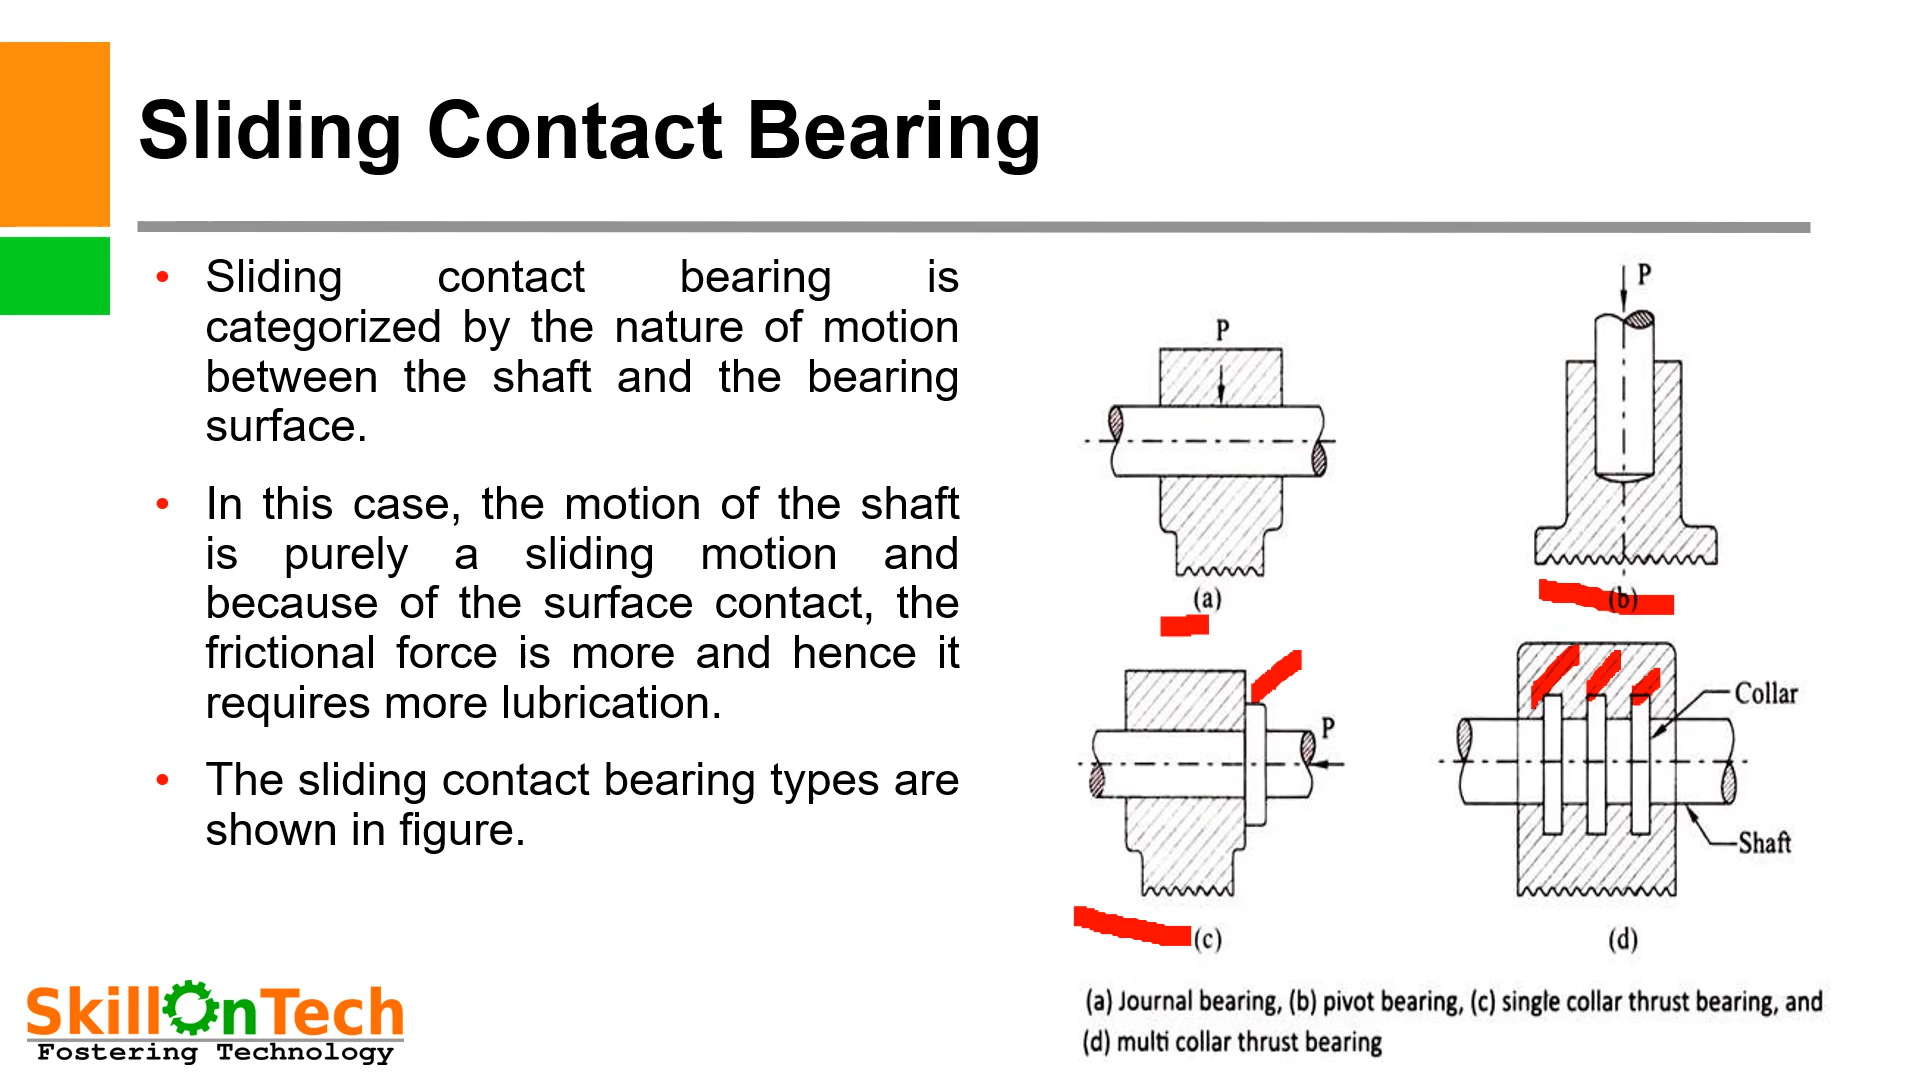 Sliding Contact Bearing
• Sliding contact bearing is
categorized by the nature of motion
between the shaft and the bearing
surface.
• In this case, the motion of the shaft
is purely a sliding motion and
because of the surface contact, the
frictional force is more and hence it
requires more lubrication.
• The sliding contact bearing types are
shown in figure.
P
(a)
P
(b)
P
(c)
Collar
Shaft
(d)
(a) Journal bearing, (b) pivot bearing, (c) single collar thrust bearing, and
(d) multi collar thrust bearing
SkillOnTech
Fostering Technology